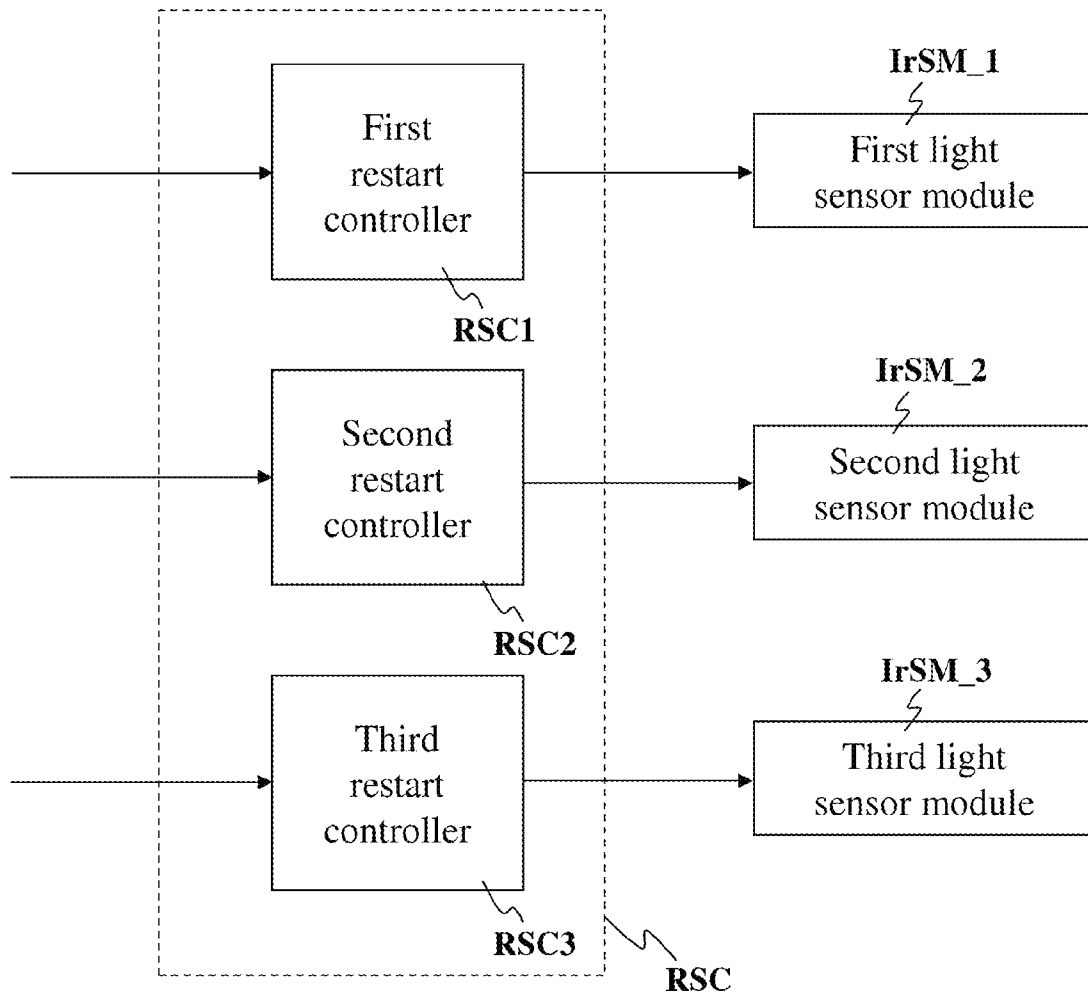 IrSM_1
First
restart
controller
First light
sensor module
RSC1
IrSM_2
Second
restart
controller
Second light
sensor module
RSC2
IrSM_3
Third
restart
controller
Third light
sensor module
RSC3
RSC